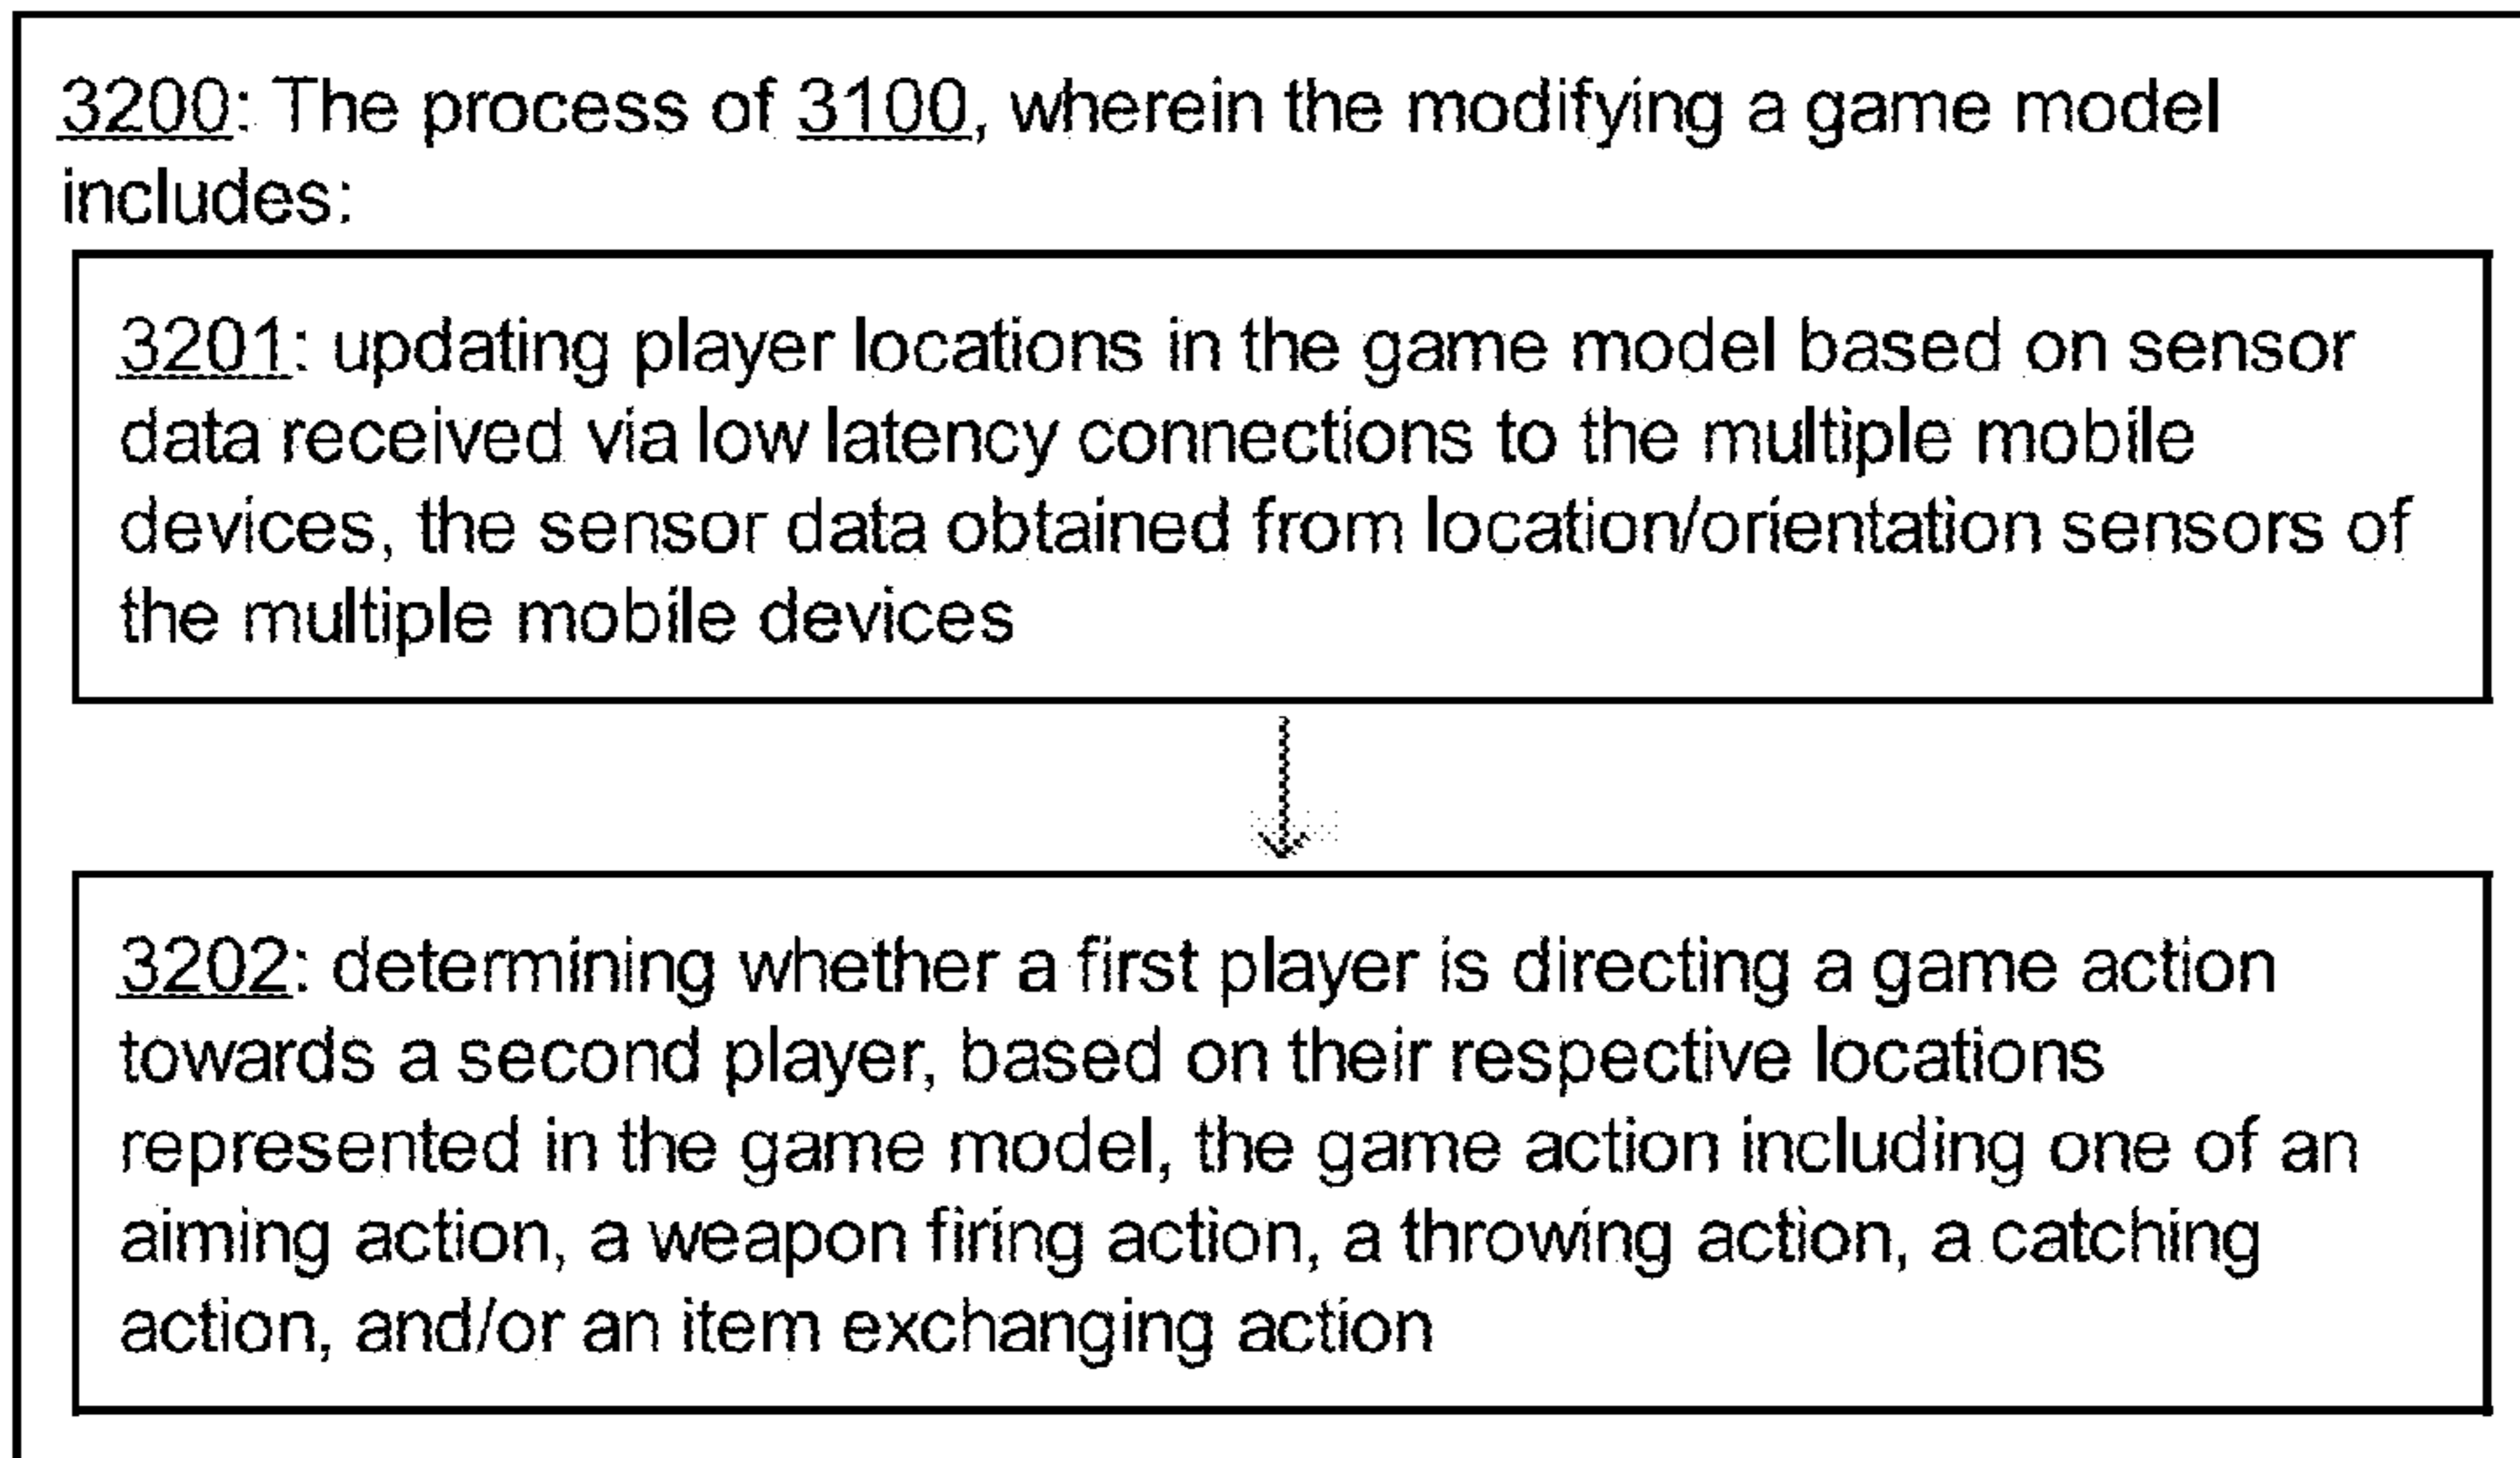 3200: The process of 3100, wherein the modifying a game model
includes:
3201: updating player locations in the game model based on sensor
data received via low latency connections to the multiple mobile
devices, the sensor data obtained from location/orientation sensors of
the multiple mobile devices
3202: determining whether a first player is directing a game action
towards a second player, based on their respective locations
represented in the game model, the game action including one of an
aiming action, a weapon firing action, a throwing action, a catching
action, and/or an item exchanging action